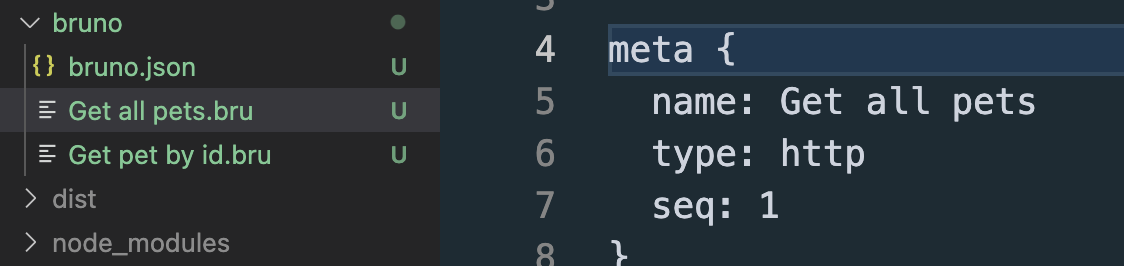 bruno
{} bruno.json U
Get all pets.bru U
Get pet by id.bru U
dist
node_modules
3
4 meta {
5 name: Get all pets
6 type: http
7 seq: 1
8 }